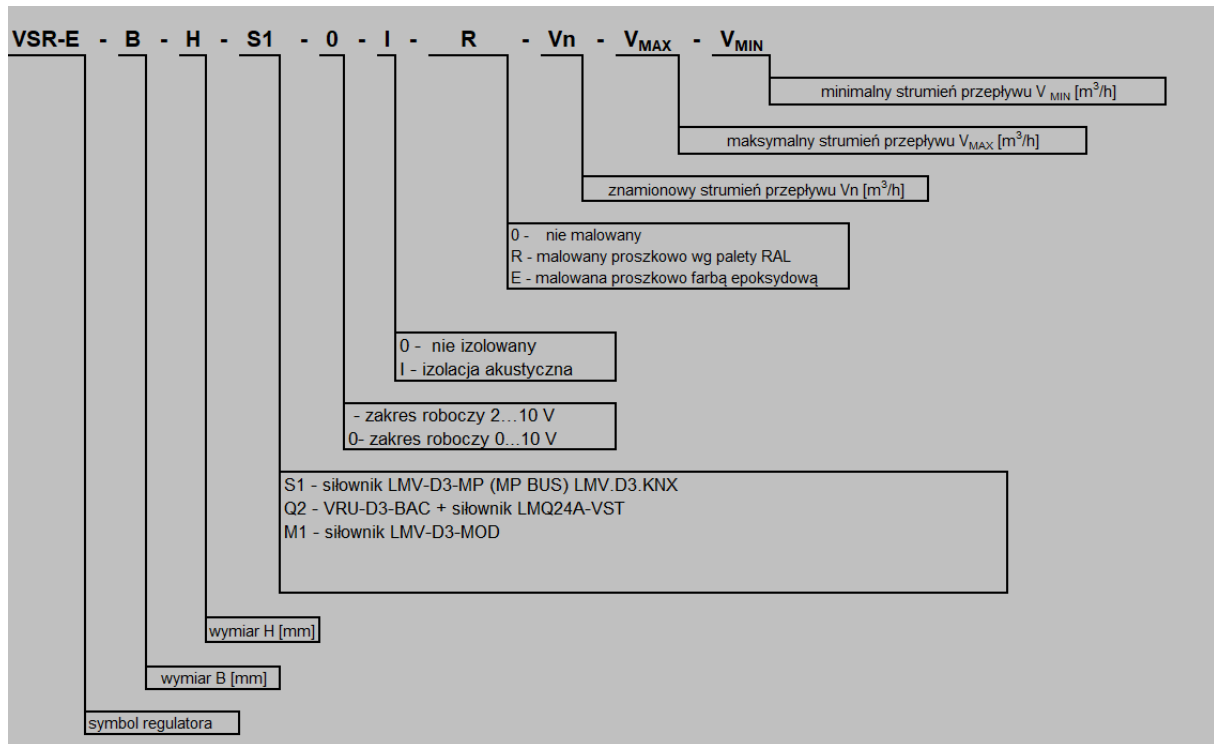 VSR-E - B - H - S1 - 0 - I - R - Vn - VMAX - VMIN
minimalny strumień przepływu V MIN [m³/h]
maksymalny strumień przepływu VMAX [m³/h]
znamionowy strumień przepływu Vn [m³/h]
0 - nie malowany
R - malowany proszkowo wg palety RAL
E - malowana proszkowo farbą epoksydową
0 - nie izolowany
I - izolacja akustyczna
- zakres roboczy 2...10 V
0- zakres roboczy 0...10 V
S1 - siłownik LMV-D3-MP (MP BUS) LMV.D3.KNX
Q2 - VRU-D3-BAC + siłownik LMQ24A-VST
M1 - siłownik LMV-D3-MOD
wymiar H [mm]
wymiar B [mm]
symbol regulatora